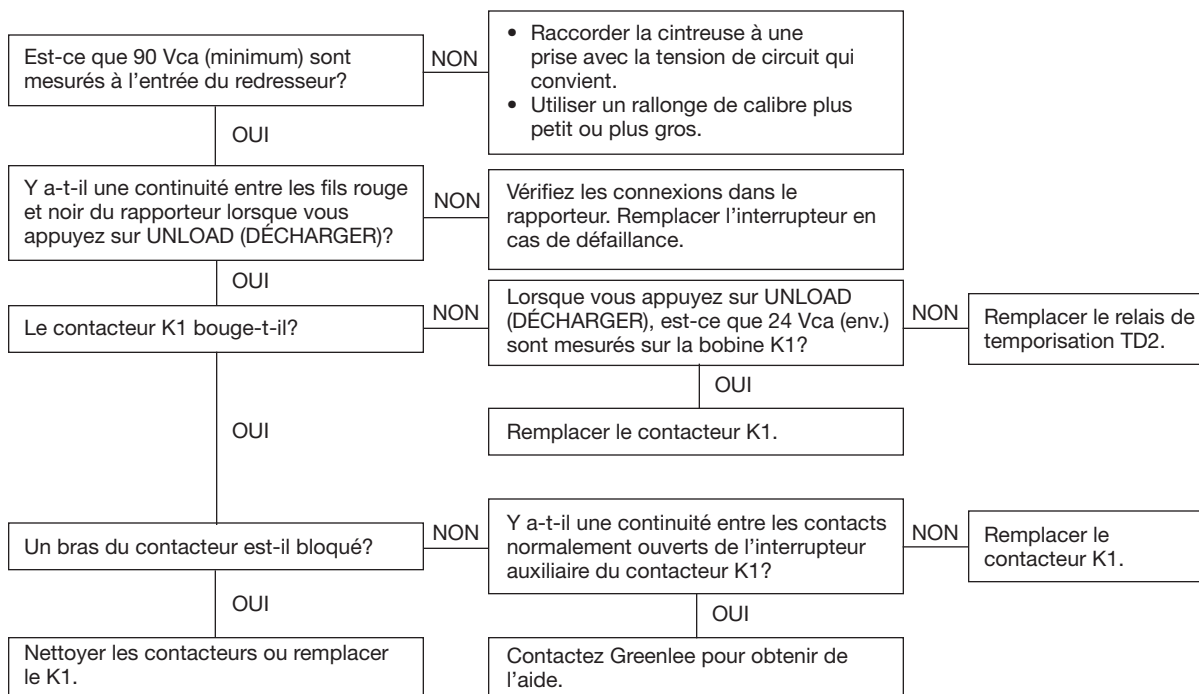 Est-ce que 90 Vca (minimum) sont
mesurés à l’entrée du redresseur?
NON
• Raccorder la cintreuse à une
prise avec la tension de circuit qui
convient.
• Utiliser un rallonge de calibre plus
petit ou plus gros.
OUI
Y a-t-il une continuité entre les fils rouge
et noir du rapporteur lorsque vous
appuyez sur UNLOAD (DÉCHARGER)?
NON
Vérifiez les connexions dans le
rapporteur. Remplacer l’interrupteur en
cas de défaillance.
OUI
Le contacteur K1 bouge-t-il?
NON
Lorsque vous appuyez sur UNLOAD
(DÉCHARGER), est-ce que 24 Vca (env.)
sont mesurés sur la bobine K1?
NON
Remplacer le relais de
temporisation TD2.
OUI
Remplacer le contacteur K1.
OUI
Un bras du contacteur est-il bloqué?
NON
Y a-t-il une continuité entre les contacts
normalement ouverts de l’interrupteur
auxiliaire du contacteur K1?
NON
Remplacer le
contacteur K1.
OUI
Nettoyer les contacteurs ou remplacer
le K1.
OUI
Contactez Greenlee pour obtenir de
l’aide.